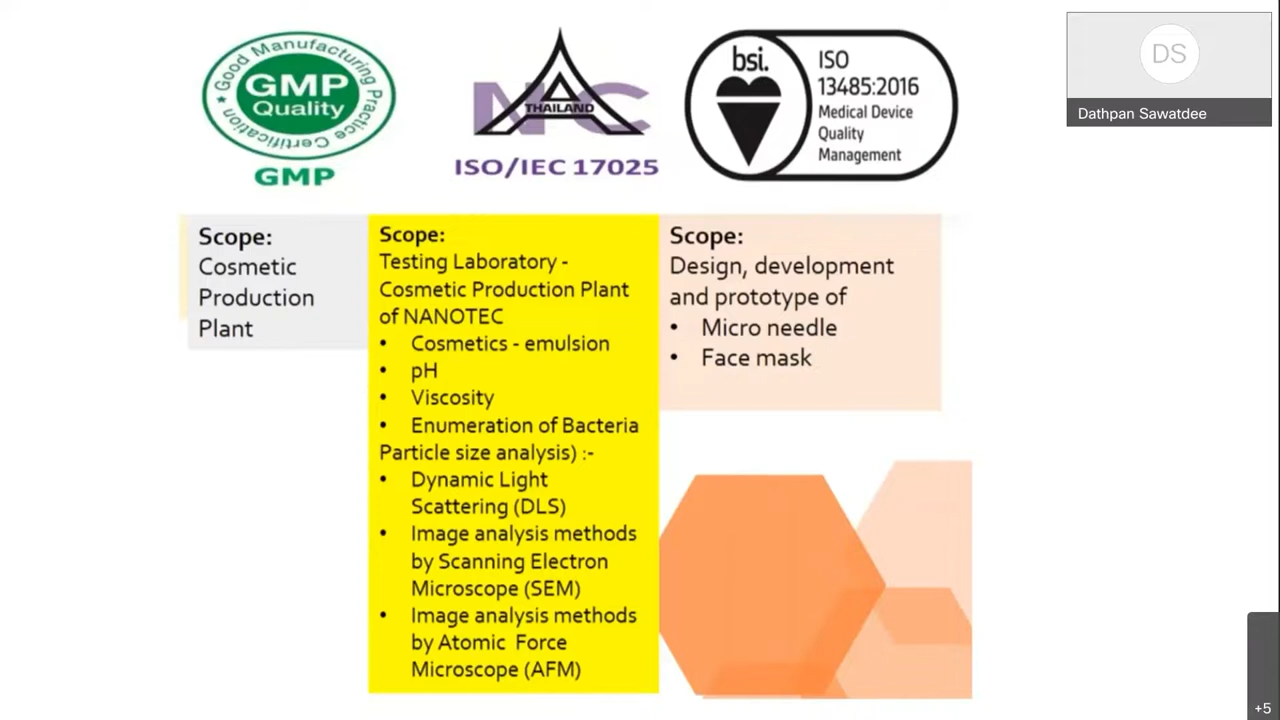 Good Manufacturing Practice Certification
GMP
Quality
GMP
NAC
THAILAND
ISO/IEC 17025
bsi.
ISO
13485:2016
Medical Device
Quality
Management
DS
Dathpan Sawatdee
Scope:
Cosmetic
Production
Plant
Scope:
Testing Laboratory -
Cosmetic Production Plant
of NANOTEC
• Cosmetics - emulsion
• pH
• Viscosity
• Enumeration of Bacteria
Particle size analysis) :-
• Dynamic Light
Scattering (DLS)
• Image analysis methods
by Scanning Electron
Microscope (SEM)
• Image analysis methods
by Atomic Force
Microscope (AFM)
Scope:
Design, development
and prototype of
• Micro needle
• Face mask
+5